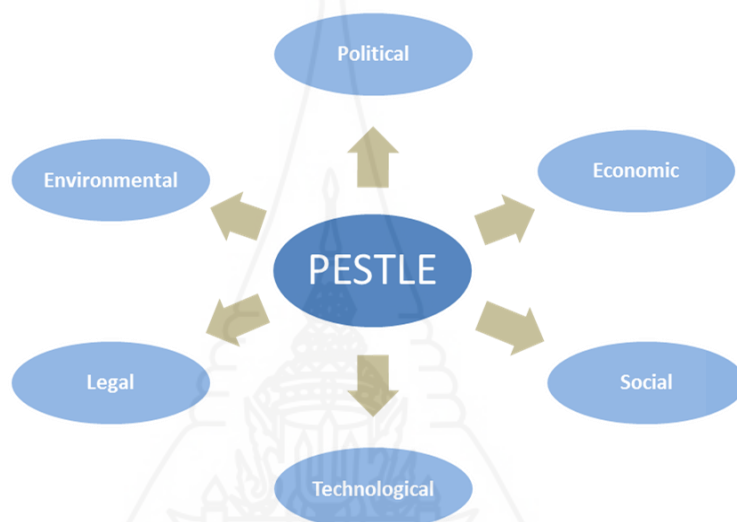 Political
Economic
Social
Technological
Legal
Environmental
PESTLE